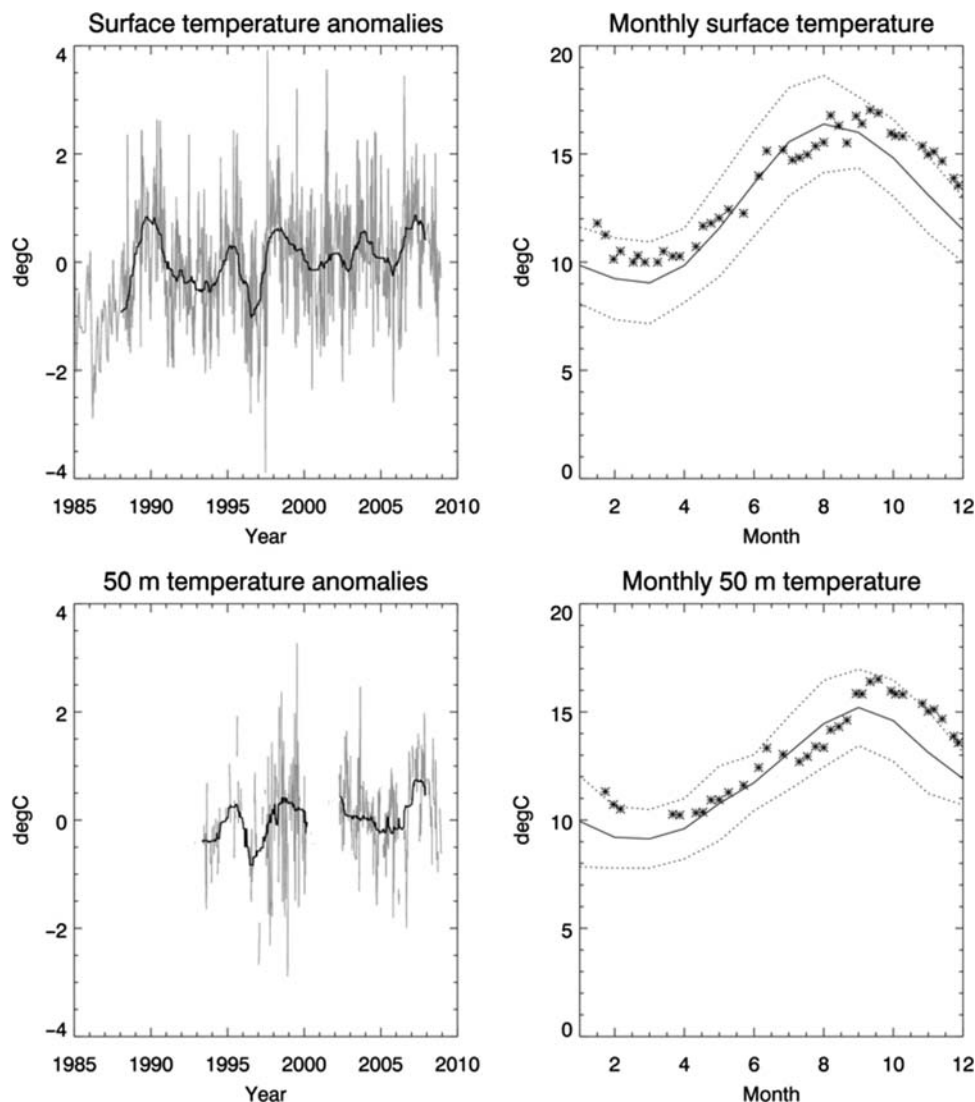 Surface temperature anomalies
4
2
0
−2
−4
degC
1985 1990 1995 2000 2005 2010
Year
Monthly surface temperature
20
15
10
5
0
degC
2 4 6 8 10 12
Month
50 m temperature anomalies
4
2
0
−2
−4
degC
1985 1990 1995 2000 2005 2010
Year
Monthly 50 m temperature
20
15
10
5
0
degC
2 4 6 8 10 12
Month